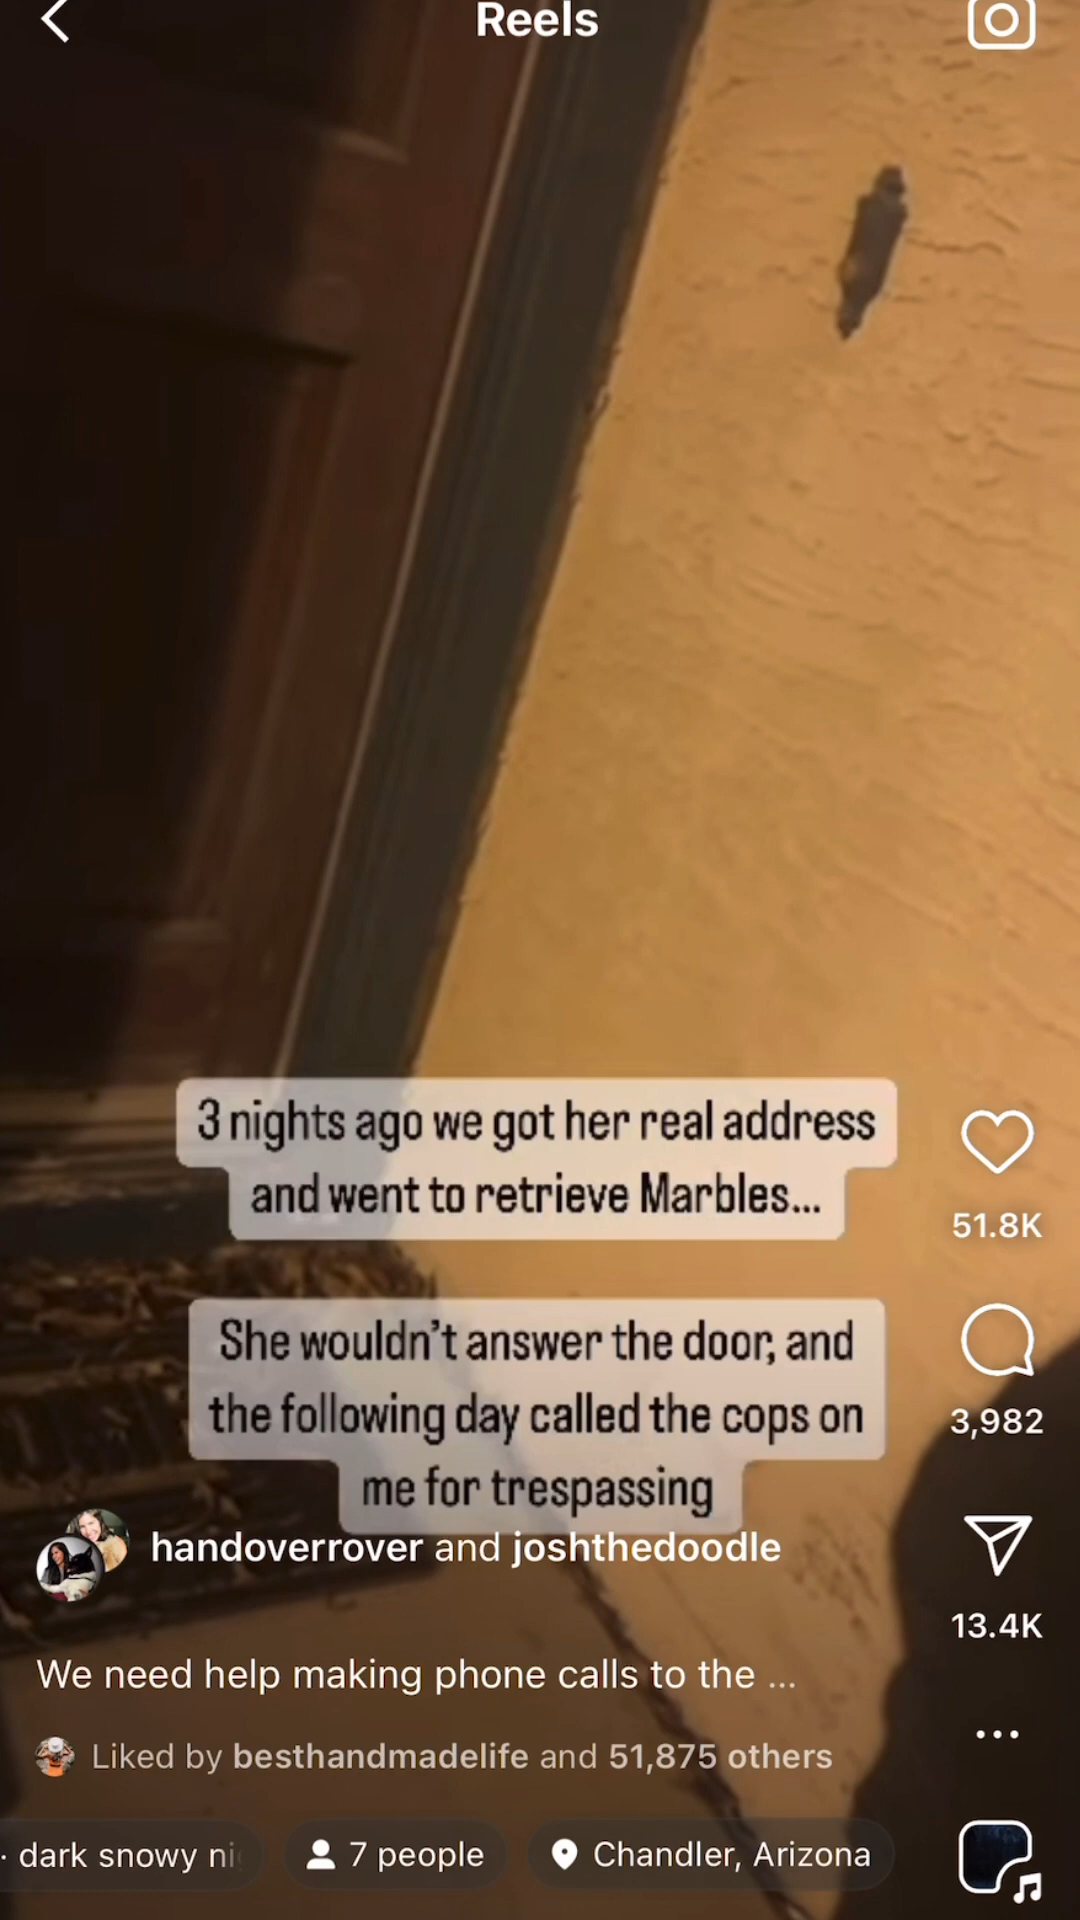 Reels
3 nights ago we got her real address
and went to retrieve Marbles...
51.8K
She wouldn't answer the door, and
the following day called the cops on
me for trespassing
3,982
handoverrover and joshthedoodle
13.4K
We need help making phone calls to the ...
Liked by besthandmadelife and 51,875 others
· dark snowy ni
7 people
Chandler, Arizona